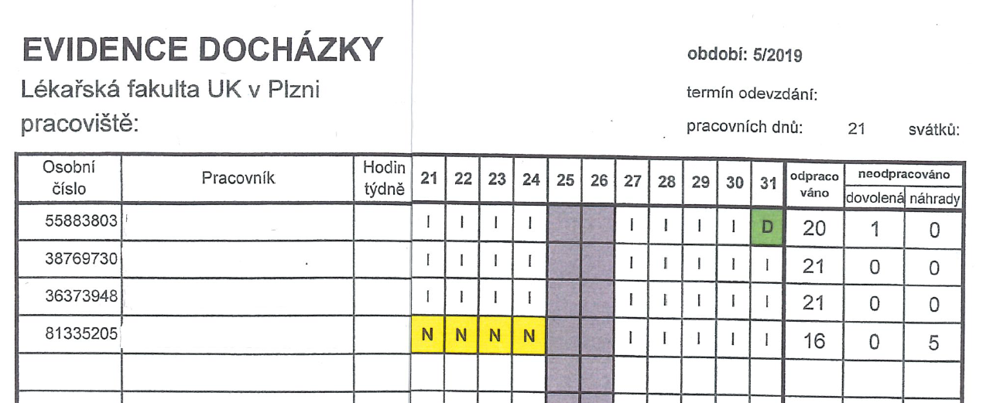 EVIDENCE DOCHÁZKY
Lékařská fakulta UK v Plzni
pracoviště:
období: 5/2019
termín odevzdání:
pracovních dnů: 21 svátků:
Osobní číslo Pracovník Hodin týdně 21 22 23 24 25 26 27 28 29 30 31 odpraco váno neodpracováno
dovolená náhrady
55883803 I I I I I I I I D 20 1 0
38769730 I I I I I I I I I 21 0 0
36373948 I I I I I I I I I 21 0 0
81335205 N N N N I I I I I 16 0 5